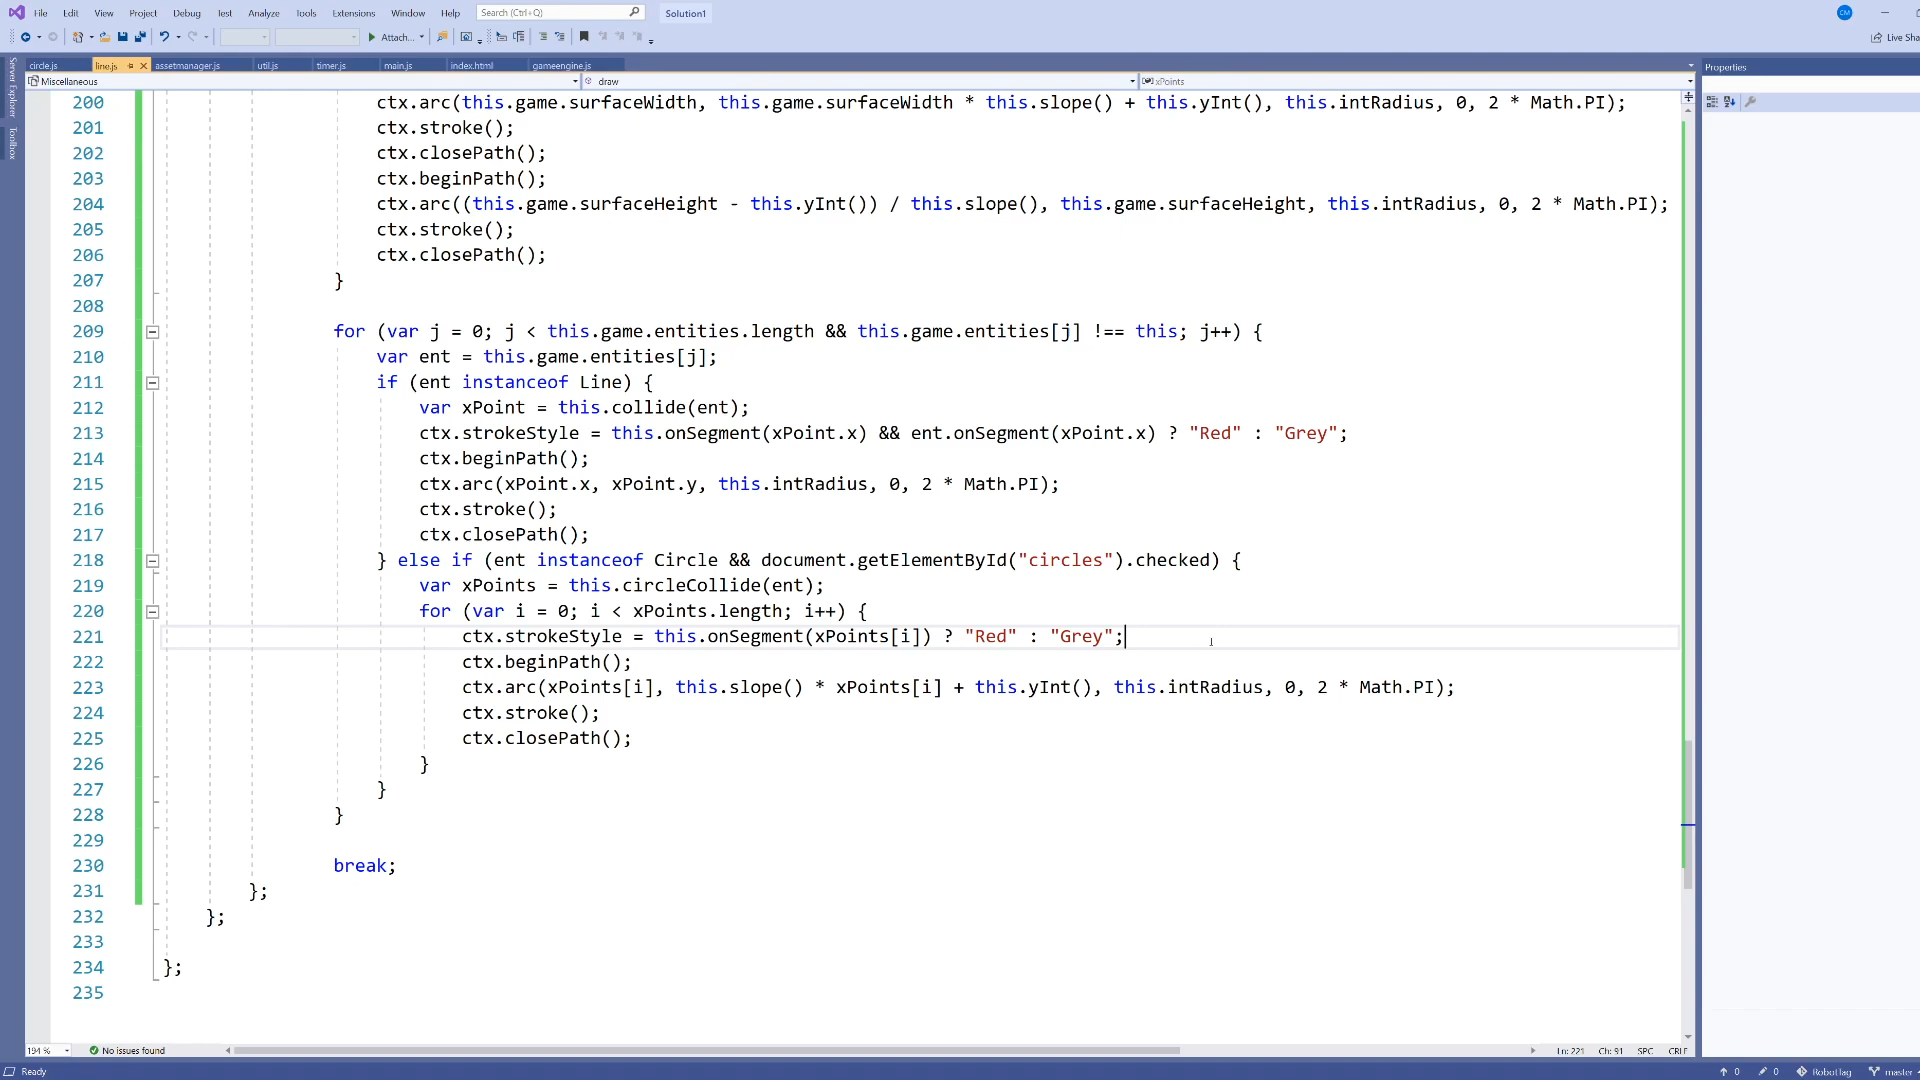 File Edit View Project Debug Test Analyze Tools Extensions Window Help Search (Ctrl+Q) Solution1 CM
Attach... Live Sha
circle.js line.js assetmanager.js util.js timer.js main.js index.html gameengine.js Properties
Miscellaneous draw xPoints
Server Explorer
Toolbox
200 ctx.arc(this.game.surfaceWidth, this.game.surfaceWidth * this.slope() + this.yInt(), this.intRadius, 0, 2 * Math.PI);
201 ctx.stroke();
202 ctx.closePath();
203 ctx.beginPath();
204 ctx.arc((this.game.surfaceHeight - this.yInt()) / this.slope(), this.game.surfaceHeight, this.intRadius, 0, 2 * Math.PI);
205 ctx.stroke();
206 ctx.closePath();
207 }
208
209 for (var j = 0; j < this.game.entities.length && this.game.entities[j] !== this; j++) {
210 var ent = this.game.entities[j];
211 if (ent instanceof Line) {
212 var xPoint = this.collide(ent);
213 ctx.strokeStyle = this.onSegment(xPoint.x) && ent.onSegment(xPoint.x) ? "Red" : "Grey";
214 ctx.beginPath();
215 ctx.arc(xPoint.x, xPoint.y, this.intRadius, 0, 2 * Math.PI);
216 ctx.stroke();
217 ctx.closePath();
218 } else if (ent instanceof Circle && document.getElementById("circles").checked) {
219 var xPoints = this.circleCollide(ent);
220 for (var i = 0; i < xPoints.length; i++) {
221 ctx.strokeStyle = this.onSegment(xPoints[i]) ? "Red" : "Grey";
222 ctx.beginPath();
223 ctx.arc(xPoints[i], this.slope() * xPoints[i] + this.yInt(), this.intRadius, 0, 2 * Math.PI);
224 ctx.stroke();
225 ctx.closePath();
226 }
227 }
228 }
229
230 break;
231 };
232 };
233
234 };
235
194 % No issues found Ln: 221 Ch: 91 SPC CRLF
Ready 0 0 RobotTag master